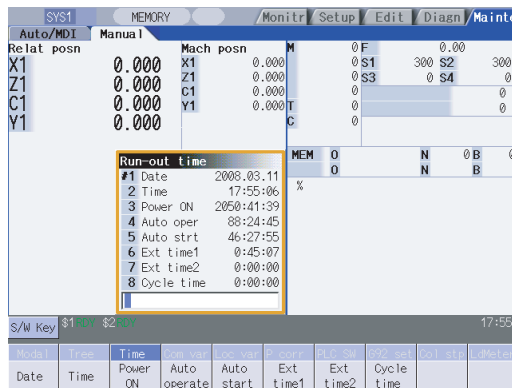 SYS1 MEMORY Monitr Setup Edit Diagn Mainte
Auto/MDI Manual
Relat posn Mach posn M 0 F 0.00
X1 0.000 X1 0.000 0 S1 300 S2 300
Z1 0.000 Z1 0.000 0 S3 0 S4 0
C1 0.000 C1 0.000 0 0
Y1 0.000 Y1 0.000 T 0 0
C 0
MEM O N 0 B 0
O N B
%
Run-out time
#1 Date 2008.03.11
2 Time 17:55:06
3 Power ON 2050:41:39
4 Auto oper 88:24:45
5 Auto strt 46:27:55
6 Ext time1 0:45:07
7 Ext time2 0:00:00
8 Cycle time 0:00:00
S/W Key $1RDY $2RDY 17:55
Modal Tree Time Com var Loc var P corr PLC SW G92 set Col stp LdMeter
Date Time Power ON Auto operate Auto start Ext time1 Ext time2 Cycle time